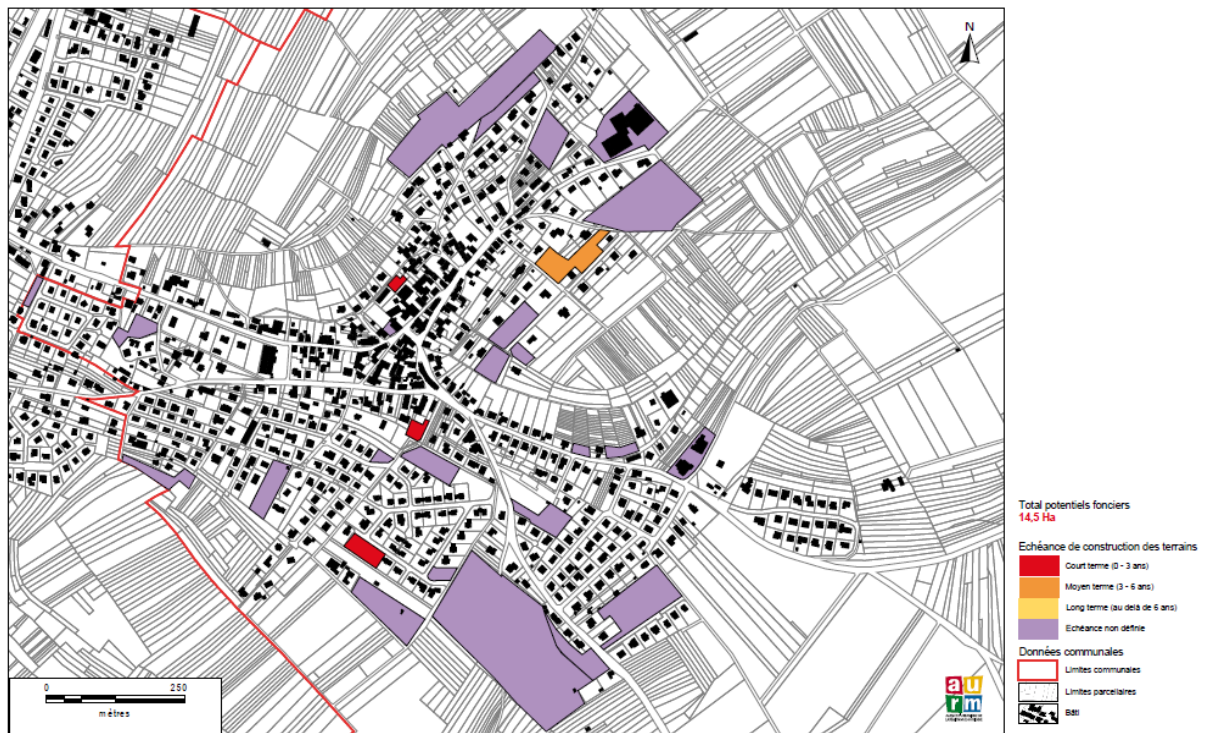 N
Total potentiels fonciers
14,5 Ha
Echéance de construction des terrains
Court terme (0 - 3 ans)
Moyen terme (3 - 6 ans)
Long terme (au delà de 6 ans)
Echéance non définie
Données communales
Limites communales
Limites parcellaires
Bâti
0 250
mètres
au
rm